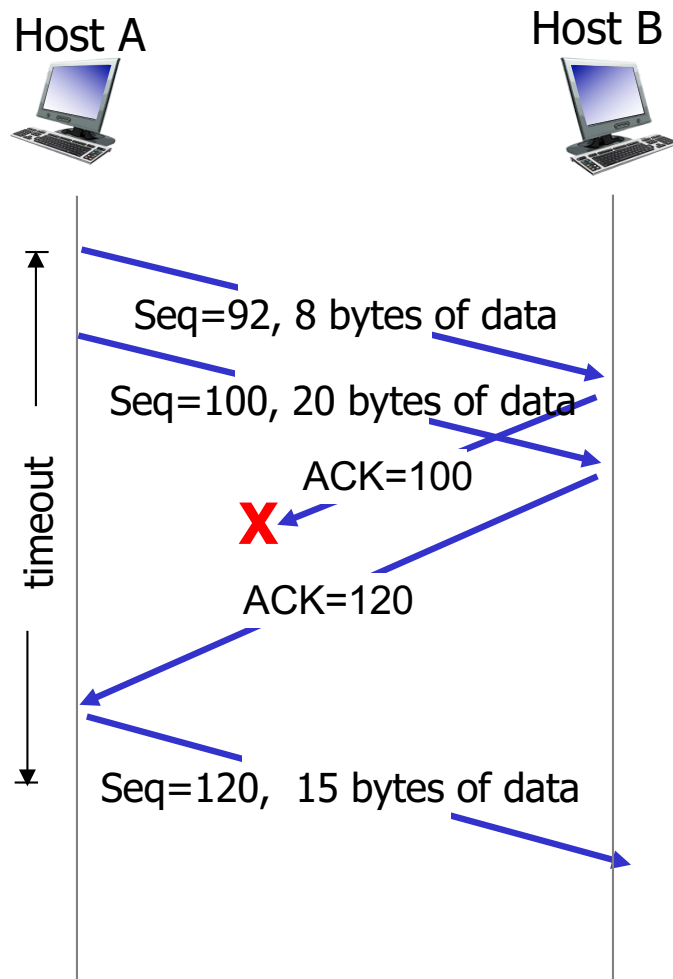 Host A
Host B
Seq=92, 8 bytes of data
Seq=100, 20 bytes of data
ACK=100
X
timeout
ACK=120
Seq=120, 15 bytes of data